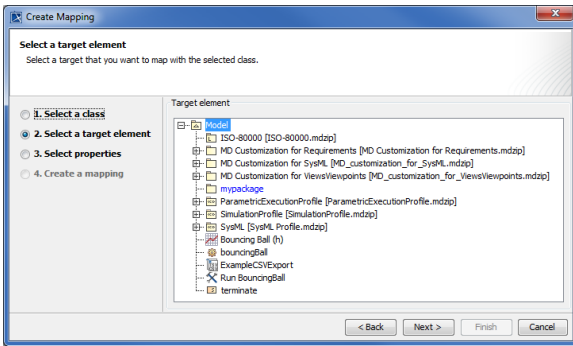 Create Mapping
Select a target element
Select a target that you want to map with the selected class.
1. Select a class
2. Select a target element
3. Select properties
4. Create a mapping
Target element
Model
ISO-80000 [ISO-80000.mdzip]
MD Customization for Requirements [MD Customization for Requirements.mdzip]
MD Customization for SysML [MD_customization_for_SysML.mdzip]
MD Customization for ViewsViewpoints [MD_customization_for_ViewsViewpoints.mdzip]
mypackage
ParametricExecutionProfile [ParametricExecutionProfile.mdzip]
SimulationProfile [SimulationProfile.mdzip]
SysML [SysML Profile.mdzip]
Bouncing Ball (h)
bouncingBall
ExampleCSVExport
Run BouncingBall
terminate
< Back Next > Finish Cancel